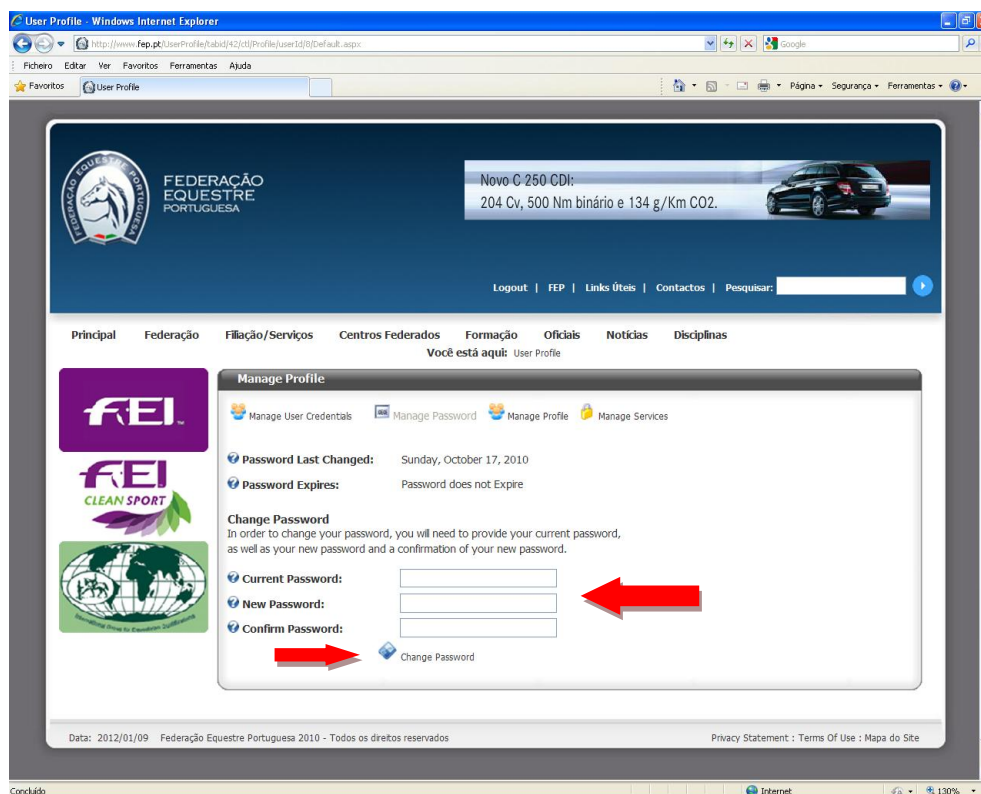 User Profile - Windows Internet Explorer
http://www.fep.pt/UserProfile/tabid/42/ctl/Profile/userId/8/Default.aspx
Google
Ficheiro Editar Ver Favoritos Ferramentas Ajuda
Favoritos User Profile Página Segurança Ferramentas
FEDERAÇÃO EQUESTRE PORTUGUESA
FEDERAÇÃO
EQUESTRE
PORTUGUESA
Novo C 250 CDI:
204 Cv, 500 Nm binário e 134 g/Km CO2.
Logout | FEP | Links Úteis | Contactos | Pesquisar:
Principal Federação Filiação/Serviços Centros Federados Formação Oficiais Notícias Disciplinas
Você está aqui: User Profile
FEI™
FEI
CLEAN SPORT
Manage Profile
Manage User Credentials Manage Password Manage Profile Manage Services
Password Last Changed: Sunday, October 17, 2010
Password Expires: Password does not Expire
Change Password
In order to change your password, you will need to provide your current password,
as well as your new password and a confirmation of your new password.
Current Password:
New Password:
Confirm Password:
Change Password
Data: 2012/01/09 Federação Equestre Portuguesa 2010 - Todos os direitos reservados Privacy Statement : Terms Of Use : Mapa do Site
Concluído Internet 130%